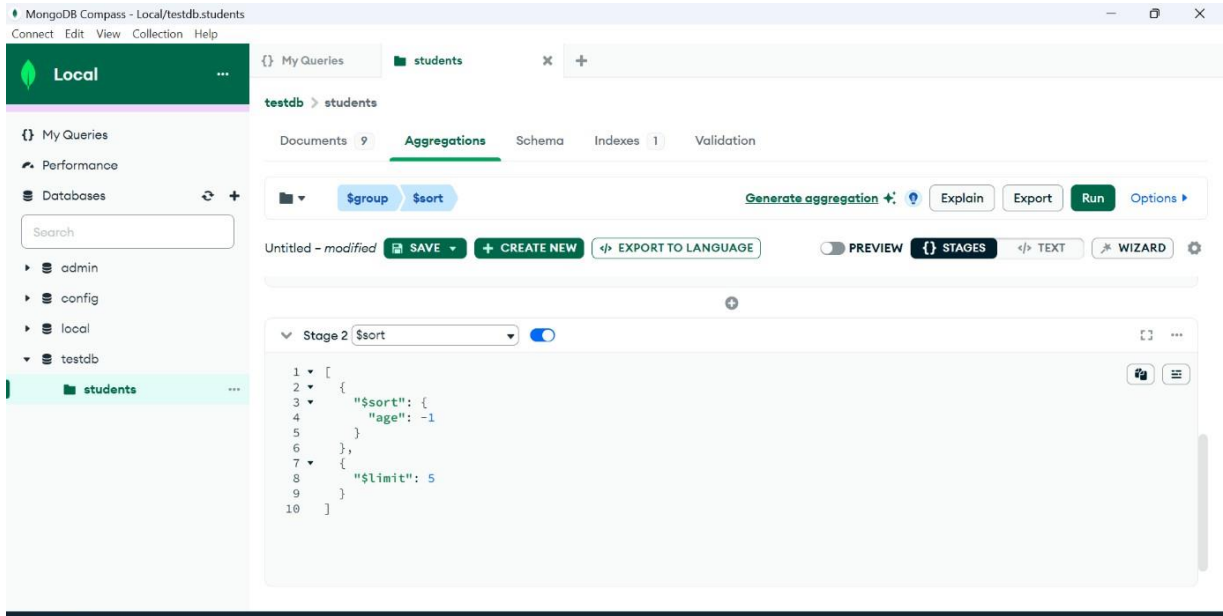 MongoDB Compass - Local/testdb.students
Connect Edit View Collection Help
Local
{} My Queries
students
testdb > students
{} My Queries
Performance
Databases
Search
admin
config
local
testdb
students
Documents 9 Aggregations Schema Indexes 1 Validation
$group $sort Generate aggregation Explain Export Run Options
Untitled – modified SAVE + CREATE NEW </> EXPORT TO LANGUAGE PREVIEW {} STAGES </> TEXT WIZARD
Stage 2 $sort
1 [
2 {
3 "$sort": {
4 "age": -1
5 }
6 },
7 {
8 "$limit": 5
9 }
10 ]